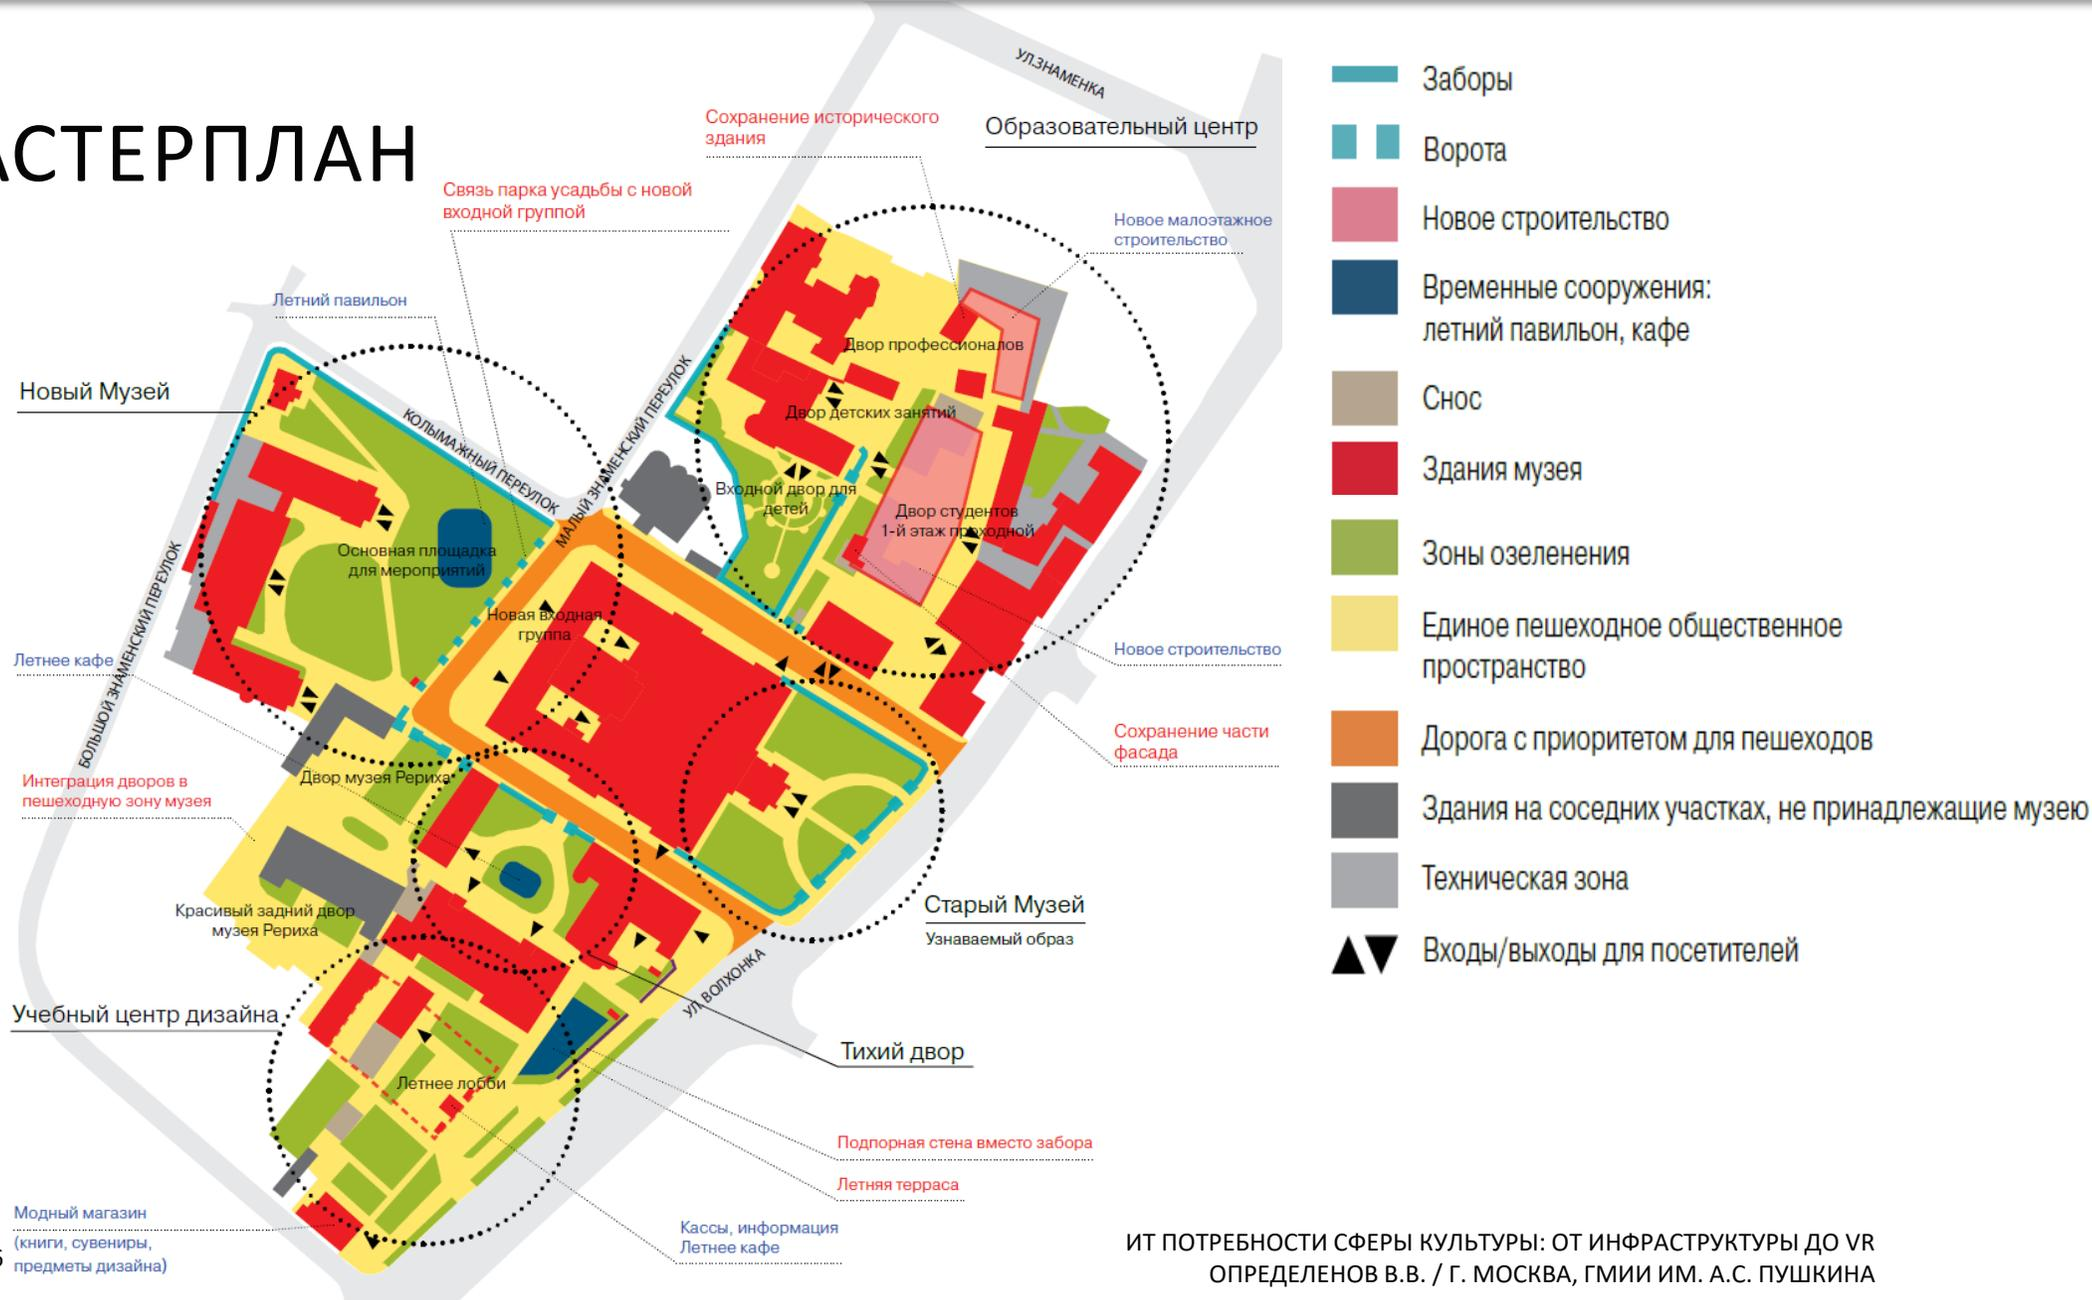 АСТЕРПЛАН
УЛ.ЗНАМЕНКА
Сохранение исторического
здания
Образовательный центр
Связь парка усадьбы с новой
входной группой
Новое малоэтажное
строительство
Летний павильон
Двор профессионалов
Новый Музей
КОЛЫМАЖНЫЙ ПЕРЕУЛОК
МАЛЫЙ ЗНАМЕНСКИЙ ПЕРЕУЛОК
Двор детских занятий
Входной двор для
детей
Двор студентов
1-й этаж проходной
Основная площадка
для мероприятий
Новая входная
группа
БОЛЬШОЙ ЗНАМЕНСКИЙ ПЕРЕУЛОК
Летнее кафе
Новое строительство
Сохранение части
фасада
Интеграция дворов в
пешеходную зону музея
Двор музея Рериха
Красивый задний двор
музея Рериха
Старый Музей
Узнаваемый образ
УЛ. ВОЛХОНКА
Учебный центр дизайна
Тихий двор
Летнее лобби
Подпорная стена вместо забора
Летняя терраса
Модный магазин
(книги, сувениры,
предметы дизайна)
Кассы, информация
Летнее кафе
Заборы
Ворота
Новое строительство
Временные сооружения:
летний павильон, кафе
Снос
Здания музея
Зоны озеленения
Единое пешеходное общественное
пространство
Дорога с приоритетом для пешеходов
Здания на соседних участках, не принадлежащие музею
Техническая зона
Входы/выходы для посетителей
ИТ ПОТРЕБНОСТИ СФЕРЫ КУЛЬТУРЫ: ОТ ИНФРАСТРУКТУРЫ ДО VR
ОПРЕДЕЛЕНОВ В.В. / Г. МОСКВА, ГМИИ ИМ. А.С. ПУШКИНА